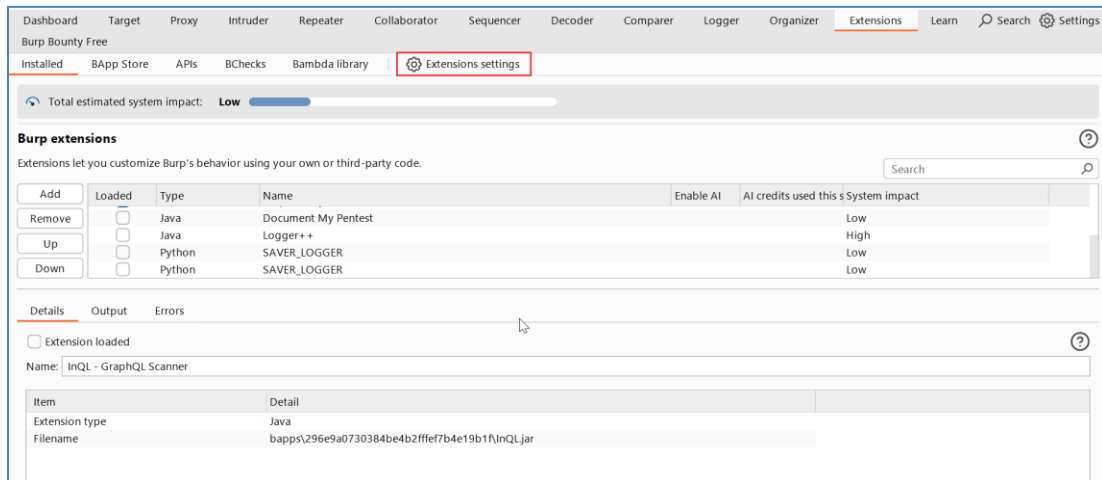 Dashboard Target Proxy Intruder Repeater Collaborator Sequencer Decoder Comparer Logger Organizer Extensions Learn Search Settings
Burp Bounty Free
Installed BApp Store APIs BChecks Bambda library Extensions settings
Total estimated system impact: Low
Burp extensions
Extensions let you customize Burp's behavior using your own or third-party code.
Search
Add Loaded Type Name Enable AI AI credits used this s System impact
Remove Java Document My Pentest Low
Up Java Logger++ High
Python SAVER_LOGGER Low
Down Python SAVER_LOGGER Low
Details Output Errors
Extension loaded
Name: InQL - GraphQL Scanner
Item Detail
Extension type Java
Filename bapps\296e9a0730384be4b2fffef7b4e19b1f\InQL.jar